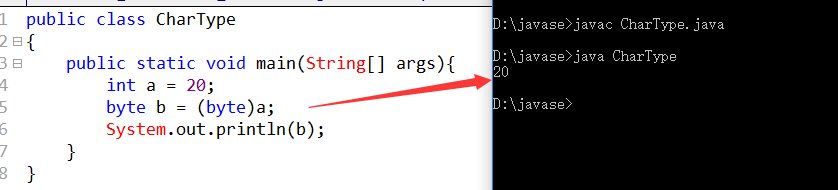 1 public class CharType
2 {
3 public static void main(String[] args){
4 int a = 20;
5 byte b = (byte)a;
6 System.out.println(b);
7 }
8 }
D:\javase>javac CharType.java
D:\javase>java CharType
20
D:\javase>